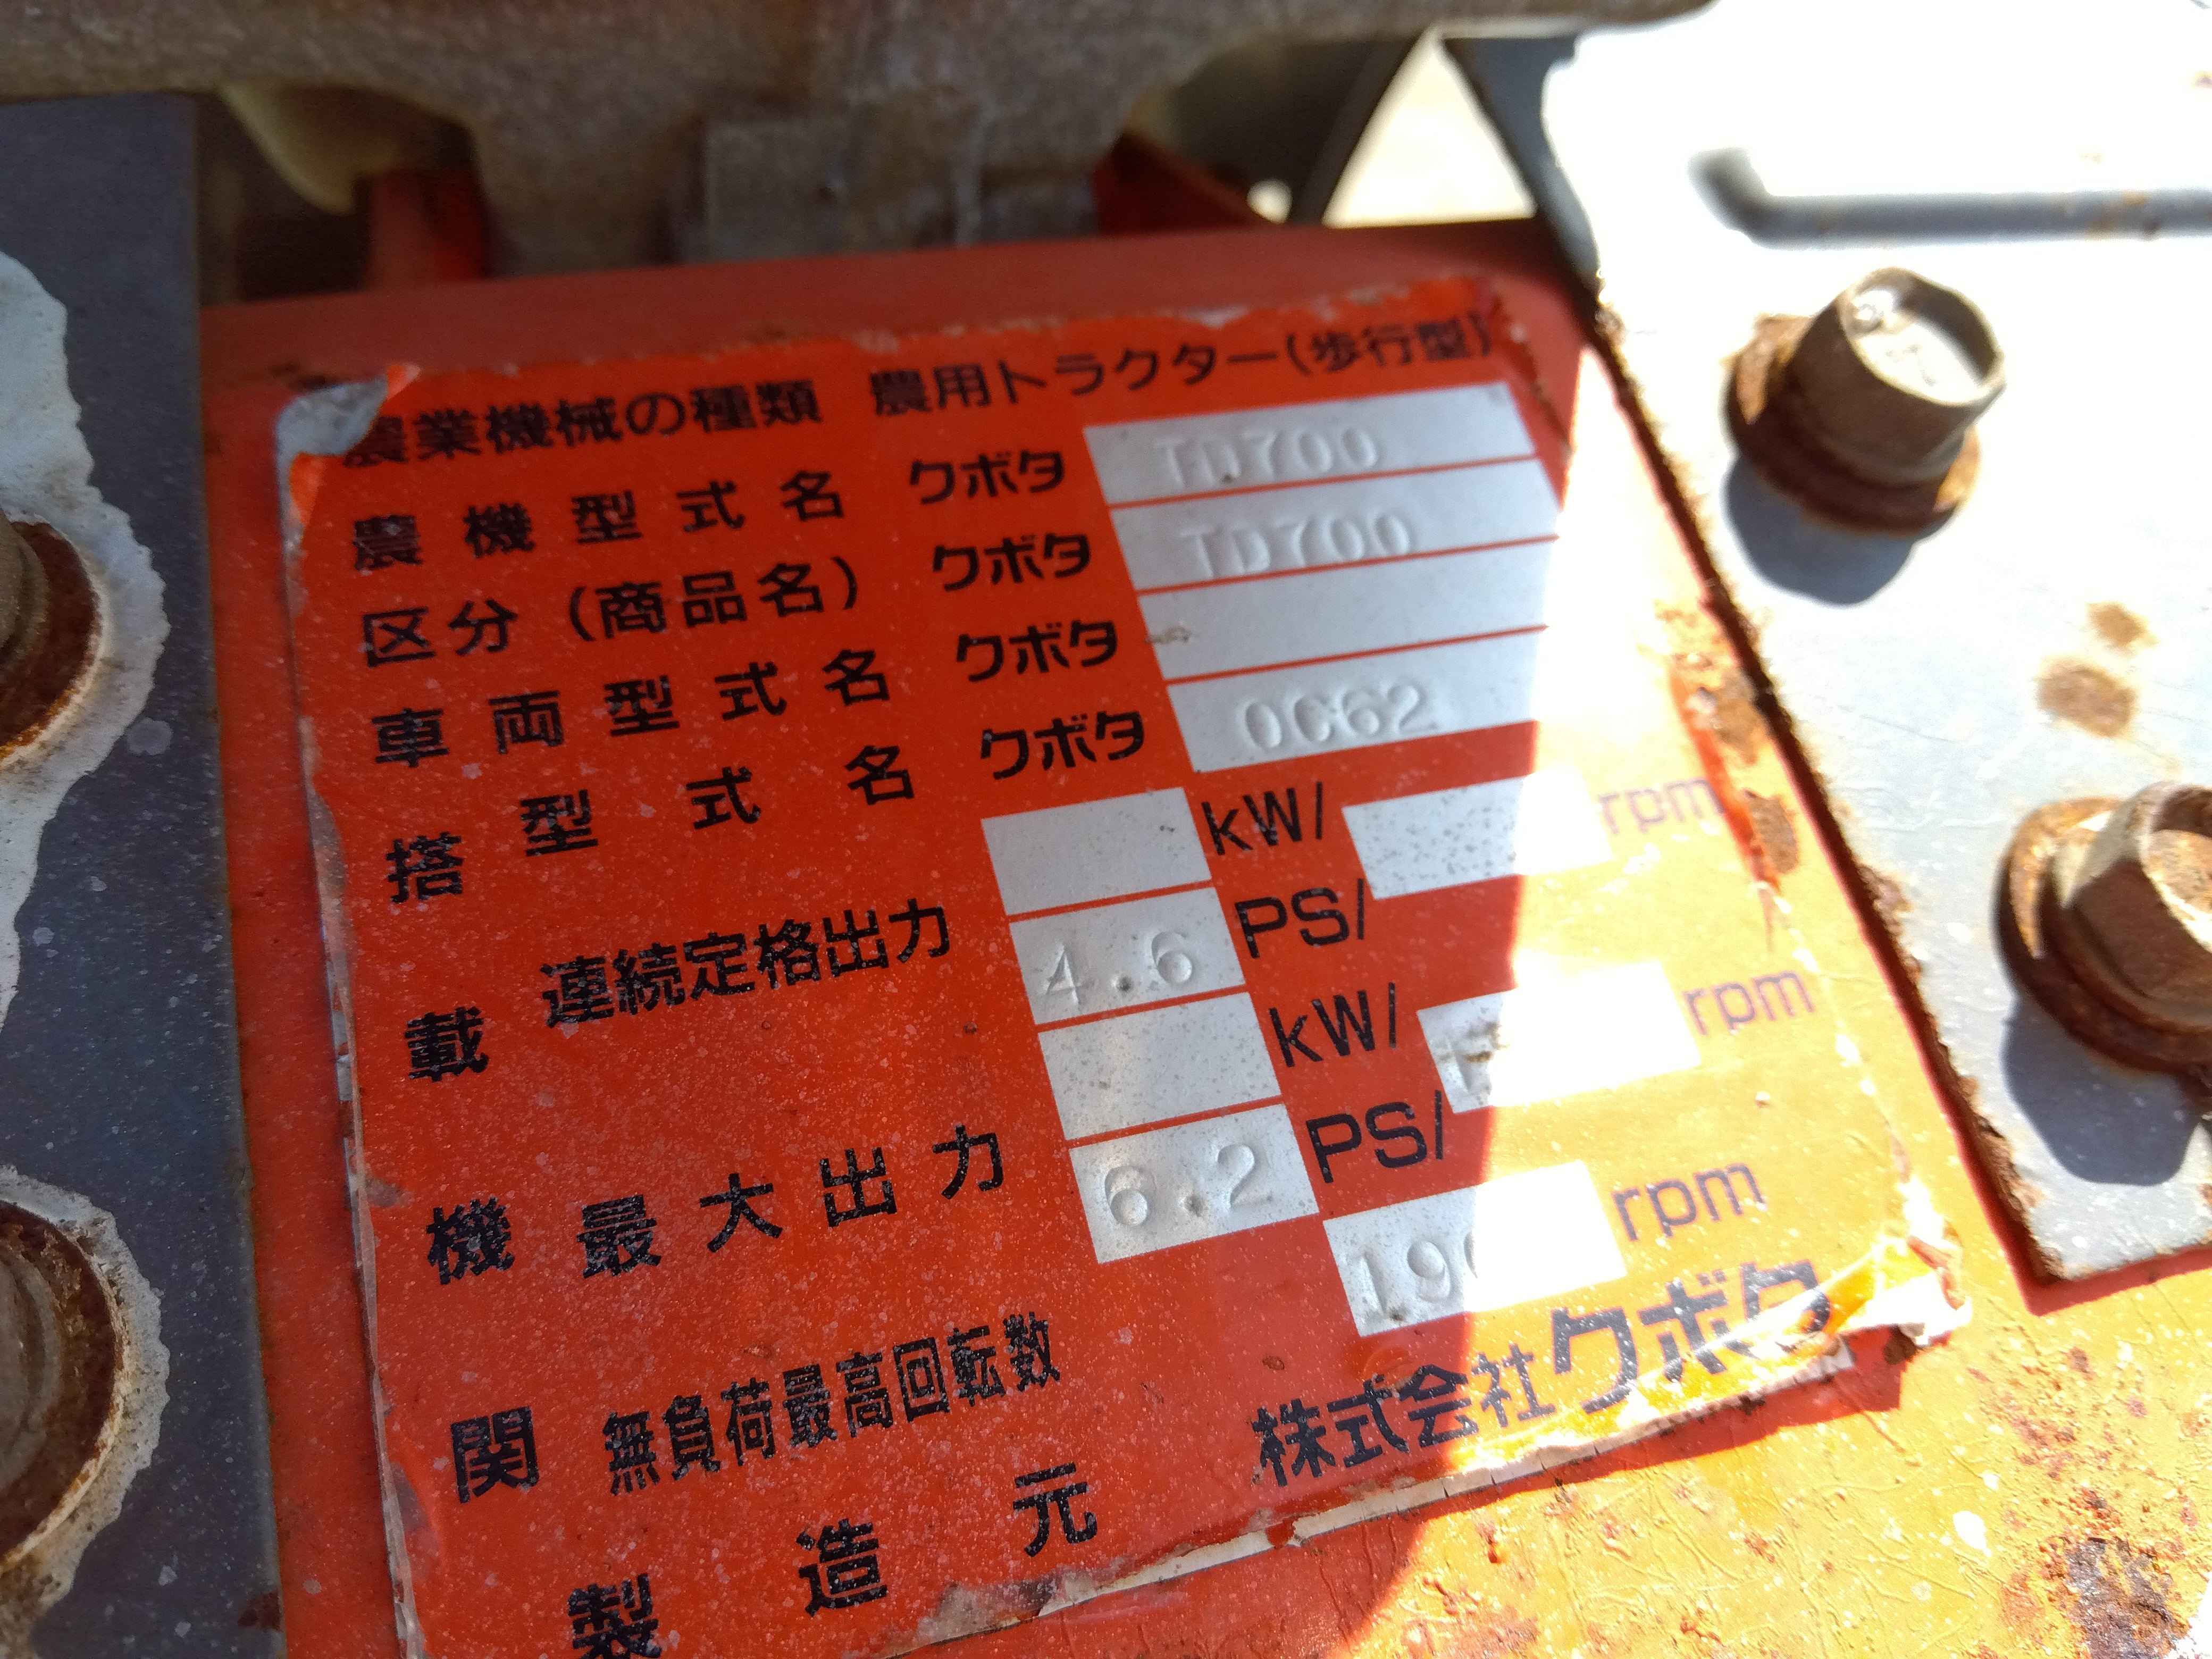 農業機械の種類 農用トラクター(歩行型)
農機型式名 クボタ TD700
区分(商品名) クボタ TD700
車両型式名 クボタ
搭載機関
型式名 クボタ OC62
連続定格出力 kW/ rpm
4.6 PS/
最大出力 kW/ rpm
6.2 PS/
無負荷最高回転数 rpm
製造元 株式会社クボタ